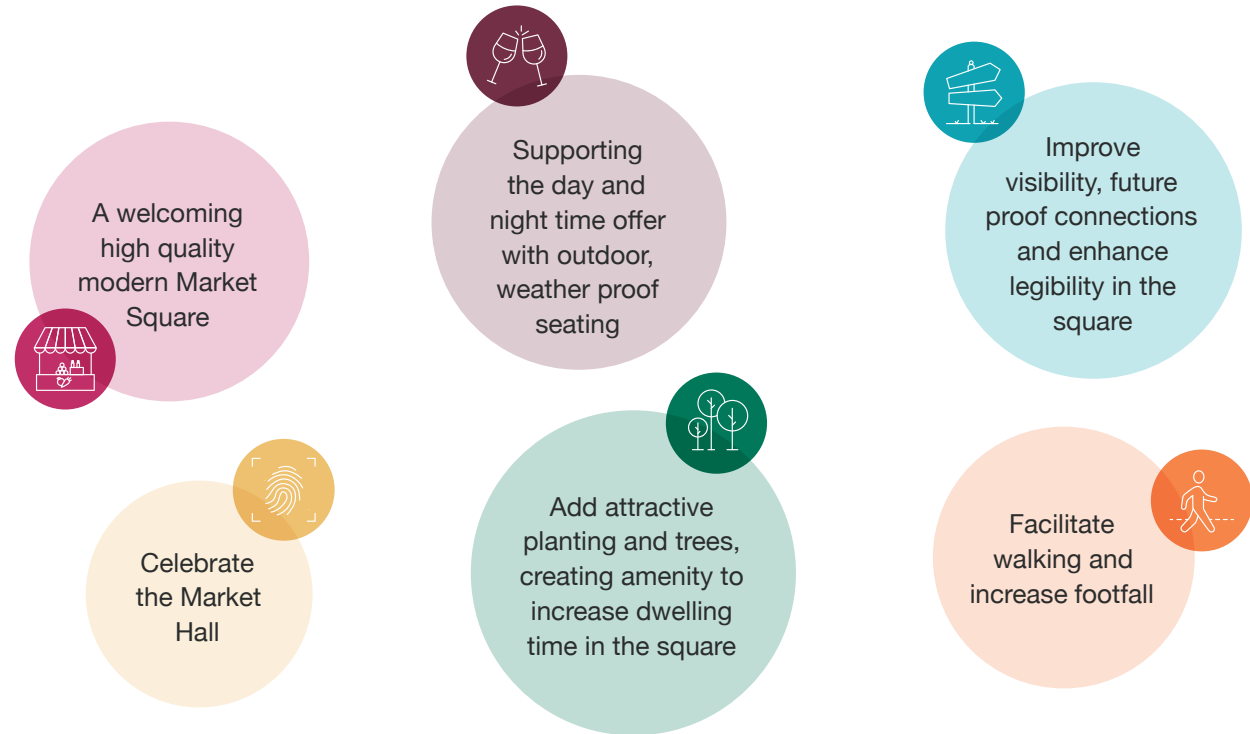 A welcoming
high quality
modern Market
Square
Supporting
the day and
night time offer
with outdoor,
weather proof
seating
Improve
visibility, future
proof connections
and enhance
legibility in the
square
Celebrate
the Market
Hall
Add attractive
planting and trees,
creating amenity to
increase dwelling
time in the square
Facilitate
walking and
increase footfall